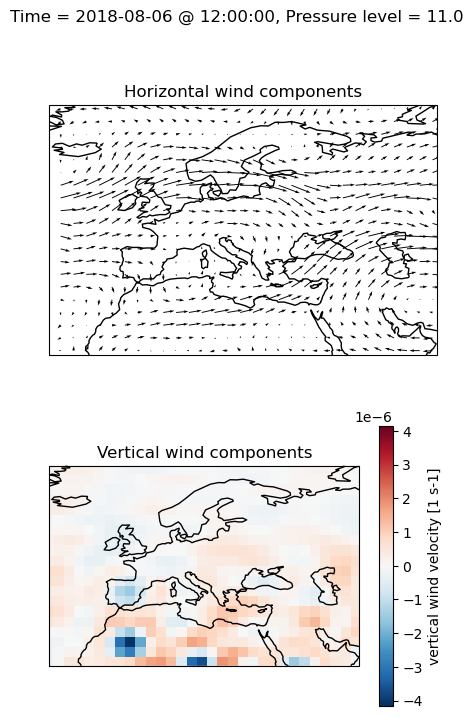 Time = 2018-08-06 @ 12:00:00, Pressure level = 11.0
Horizontal wind components
Vertical wind components
1e−6
4
3
2
1
0
−1
−2
−3
−4
vertical wind velocity [1 s-1]